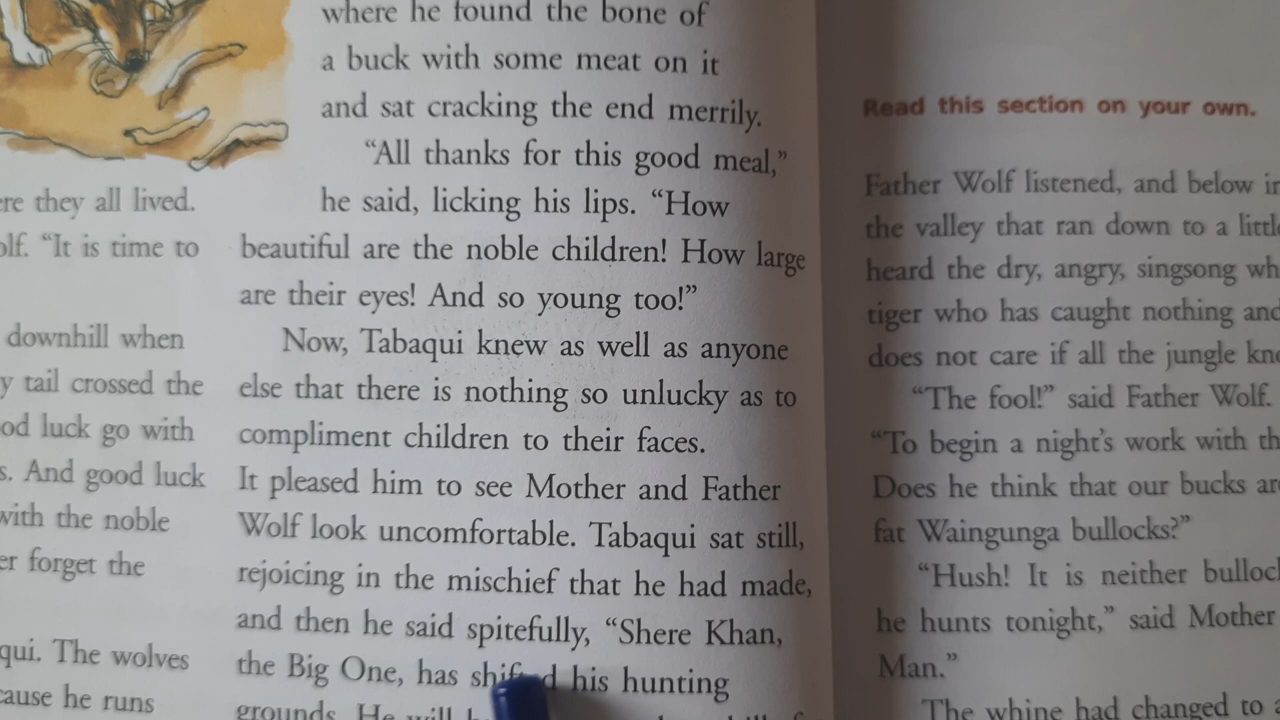 ere they all lived.
olf. “It is time to
downhill when
y tail crossed the
od luck go with
s. And good luck
with the noble
er forget the
qui. The wolves
cause he runs
where he found the bone of
a buck with some meat on it
and sat cracking the end merrily.
“All thanks for this good meal,”
he said, licking his lips. “How
beautiful are the noble children! How large
are their eyes! And so young too!”
Now, Tabaqui knew as well as anyone
else that there is nothing so unlucky as to
compliment children to their faces.
It pleased him to see Mother and Father
Wolf look uncomfortable. Tabaqui sat still,
rejoicing in the mischief that he had made,
and then he said spitefully, “Shere Khan,
the Big One, has shifted his hunting
grounds. He will
Read this section on your own.
Father Wolf listened, and below in
the valley that ran down to a little
heard the dry, angry, singsong wh
tiger who has caught nothing and
does not care if all the jungle kno
“The fool!” said Father Wolf.
“To begin a night’s work with th
Does he think that our bucks are
fat Waingunga bullocks?”
“Hush! It is neither bullock
he hunts tonight,” said Mother
Man.”
The whine had changed to a